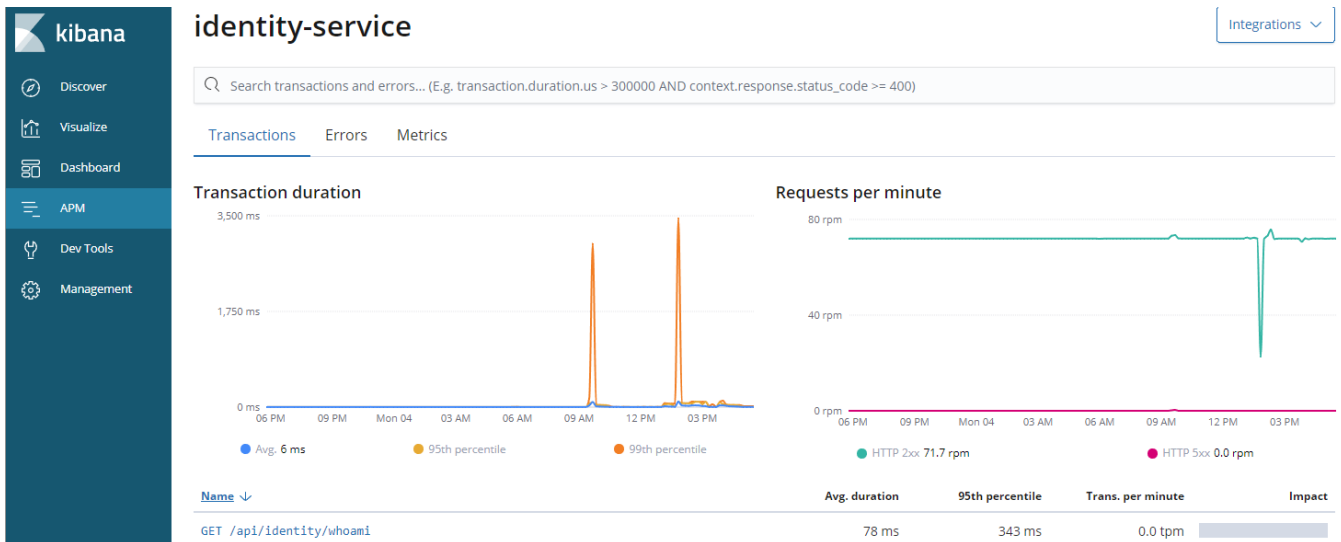 kibana
Discover
Visualize
Dashboard
APM
Dev Tools
Management
identity-service
Integrations
Search transactions and errors... (E.g. transaction.duration.us > 300000 AND context.response.status_code >= 400)
Transactions Errors Metrics
Transaction duration
3,500 ms
1,750 ms
0 ms
06 PM 09 PM Mon 04 03 AM 06 AM 09 AM 12 PM 03 PM
Avg. 6 ms 95th percentile 99th percentile
Requests per minute
80 rpm
40 rpm
0 rpm
06 PM 09 PM Mon 04 03 AM 06 AM 09 AM 12 PM 03 PM
HTTP 2xx 71.7 rpm HTTP 5xx 0.0 rpm
Name Avg. duration 95th percentile Trans. per minute Impact
GET /api/identity/whoami 78 ms 343 ms 0.0 tpm